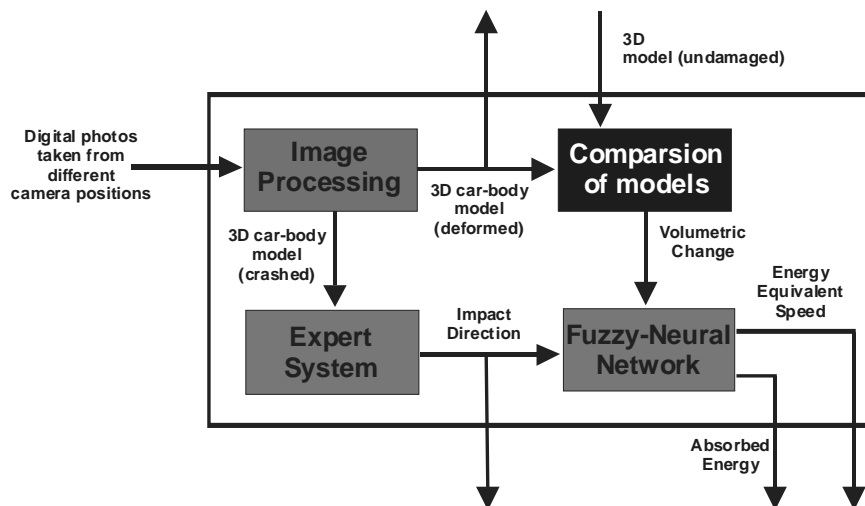 3D
model (undamaged)
Digital photos
taken from
different
camera positions
Image
Processing
Comparsion
of models
3D car-body
model
(deformed)
3D car-body
model
(crashed)
Volumetric
Change
Energy
Equivalent
Speed
Impact
Direction
Expert
System
Fuzzy-Neural
Network
Absorbed
Energy